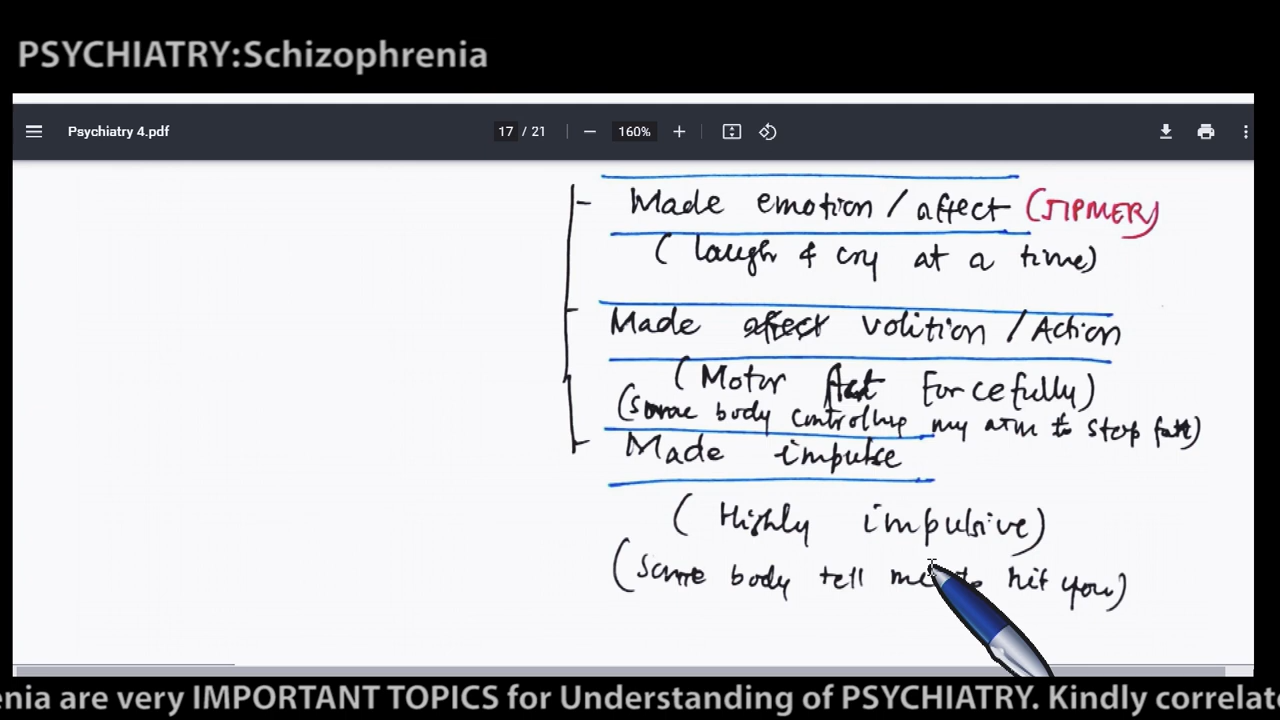 PSYCHIATRY:Schizophrenia
Psychiatry 4.pdf 17 / 21 160%
Made emotion / affect (JIPMER)
(laugh & cry at a time)
Made affect volition / Action
(Motor Act Forcefully)
(some body controlling my arm to stop)
Made impulse
(Highly impulsive)
(some body tell me to hit you)
enia are very IMPORTANT TOPICS for Understanding of PSYCHIATRY. Kindly correlat